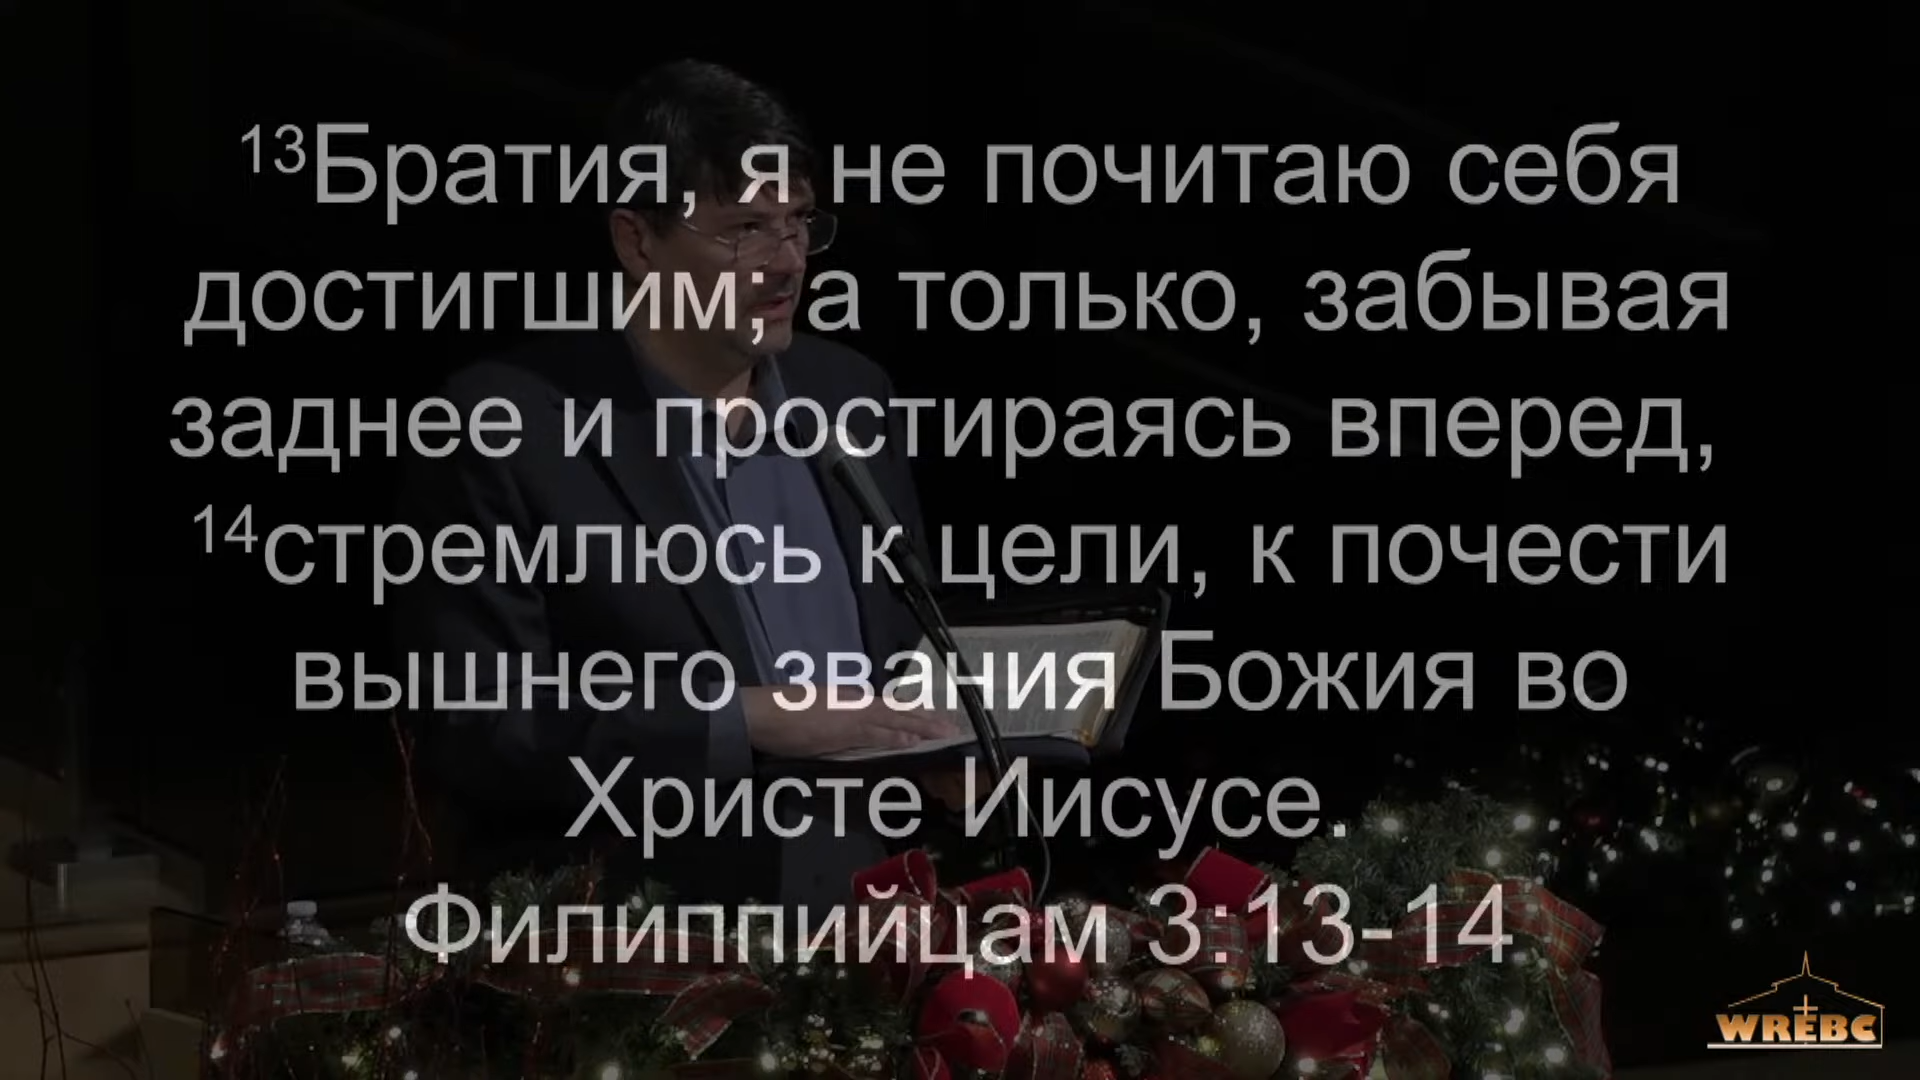 13Братия, я не почитаю себя
достигшим; а только, забывая
заднее и простираясь вперед,
14стремлюсь к цели, к почести
вышнего звания Божия во
Христе Иисусе.
Филиппийцам 3:13-14
WREBC